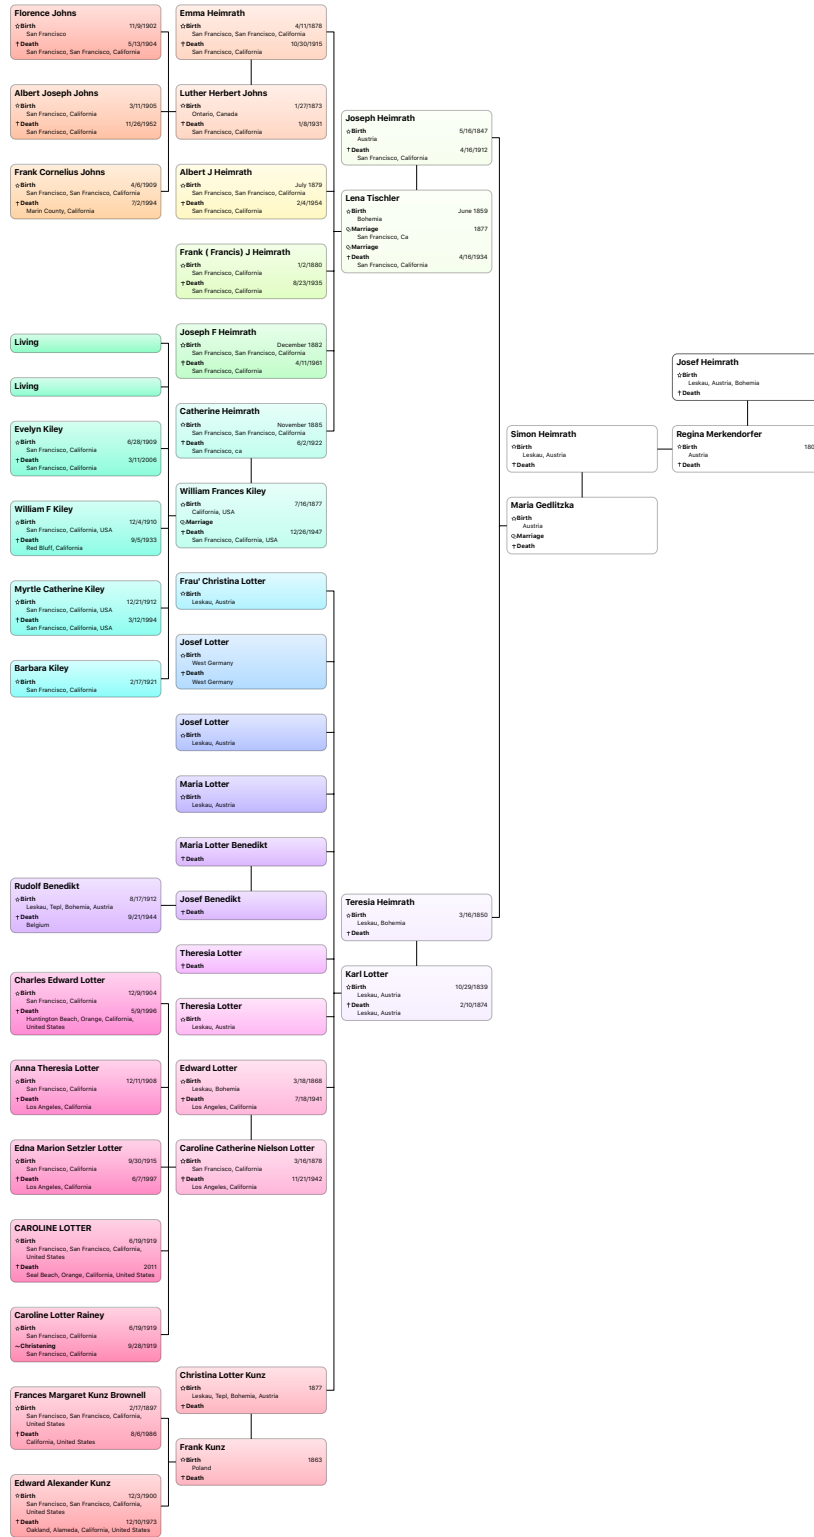 Florence Johns
☆Birth 11/9/1902
San Francisco
†Death 5/13/1904
San Francisco, San Francisco, California
Albert Joseph Johns
☆Birth 3/11/1905
San Francisco, California
†Death 11/26/1952
San Francisco, California
Frank Cornelius Johns
☆Birth 4/6/1909
San Francisco, San Francisco, California
†Death 7/2/1994
Marin County, California
Living
Living
Evelyn Kiley
☆Birth 6/28/1909
San Francisco, California
†Death 3/11/2006
San Francisco, California
William F Kiley
☆Birth 12/4/1910
San Francisco, California, USA
†Death 9/5/1933
Red Bluff, California
Myrtle Catherine Kiley
☆Birth 12/21/1912
San Francisco, California, USA
†Death 3/12/1994
San Francisco, California, USA
Barbara Kiley
☆Birth 2/17/1921
San Francisco, California
Rudolf Benedikt
☆Birth 8/17/1912
Leskau, Tepl, Bohemia, Austria
†Death 9/21/1944
Belgium
Charles Edward Lotter
☆Birth 12/9/1904
San Francisco, California
†Death 5/9/1996
Huntington Beach, Orange, California,
United States
Anna Theresia Lotter
☆Birth 12/11/1908
San Francisco, California
†Death
Los Angeles, California
Edna Marion Setzler Lotter
☆Birth 9/30/1915
San Francisco, California
†Death 6/7/1997
Los Angeles, California
CAROLINE LOTTER
☆Birth 6/19/1919
San Francisco, San Francisco, California,
United States
†Death 2011
Seal Beach, Orange, California, United States
Caroline Lotter Rainey
☆Birth 6/19/1919
San Francisco, California
~Christening 9/28/1919
San Francisco, California
Frances Margaret Kunz Brownell
☆Birth 2/17/1897
San Francisco, San Francisco, California,
United States
†Death 8/6/1986
California, United States
Edward Alexander Kunz
☆Birth 12/3/1900
San Francisco, San Francisco, California,
United States
†Death 12/10/1973
Oakland, Alameda, California, United States
Emma Heimrath
☆Birth 4/11/1878
San Francisco, San Francisco, California
†Death 10/30/1915
San Francisco, California
Luther Herbert Johns
☆Birth 1/27/1873
Ontario, Canada
†Death 1/8/1931
San Francisco, California
Albert J Heimrath
☆Birth July 1879
San Francisco, San Francisco, California
†Death 2/4/1954
San Francisco, California
Frank ( Francis) J Heimrath
☆Birth 1/2/1880
San Francisco, California
†Death 8/23/1935
San Francisco, California
Joseph F Heimrath
☆Birth December 1882
San Francisco, San Francisco, California
†Death 4/11/1961
San Francisco, California
Catherine Heimrath
☆Birth November 1885
San Francisco, San Francisco, California
†Death 6/2/1922
San Francisco, ca
William Frances Kiley
☆Birth 7/16/1877
California, USA
⚭Marriage
†Death 12/26/1947
San Francisco, California, USA
Frau' Christina Lotter
☆Birth
Leskau, Austria
Josef Lotter
☆Birth
West Germany
†Death
West Germany
Josef Lotter
☆Birth
Leskau, Austria
Maria Lotter
☆Birth
Leskau, Austria
Maria Lotter Benedikt
†Death
Josef Benedikt
†Death
Theresia Lotter
†Death
Theresia Lotter
☆Birth
Leskau, Austria
Edward Lotter
☆Birth 3/18/1868
Leskau, Bohemia
†Death 7/18/1941
Los Angeles, California
Caroline Catherine Nielson Lotter
☆Birth 3/16/1878
San Francisco, California
†Death 11/21/1942
Los Angeles, California
Christina Lotter Kunz
☆Birth 1877
Leskau, Tepl, Bohemia, Austria
†Death
Frank Kunz
☆Birth 1863
Poland
†Death
Joseph Heimrath
☆Birth 5/16/1847
Austria
†Death 4/16/1912
San Francisco, California
Lena Tischler
☆Birth June 1859
Bohemia
⚭Marriage 1877
San Francisco, Ca
⚭Marriage
†Death 4/16/1934
San Francisco, California
Teresia Heimrath
☆Birth 3/16/1850
Leskau, Bohemia
†Death
Karl Lotter
☆Birth 10/29/1839
Leskau, Austria
†Death 2/10/1874
Leskau, Austria
Simon Heimrath
☆Birth
Leskau, Austria
†Death
Maria Gedlitzka
☆Birth
Austria
⚭Marriage
†Death
Josef Heimrath
☆Birth
Leskau, Austria, Bohemia
†Death
Regina Merkendorfer
☆Birth 180
Austria
†Death